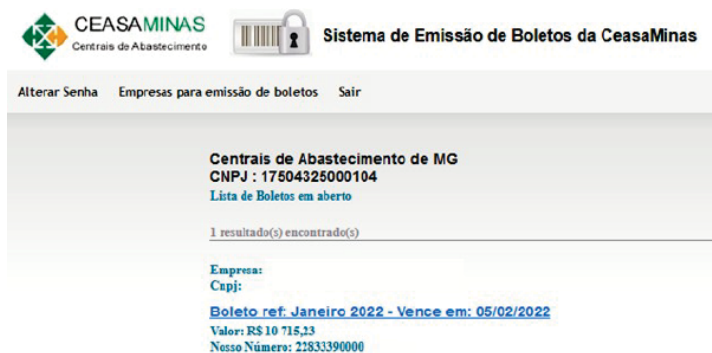 CEASAMINAS
Centrais de Abastecimento
Sistema de Emissão de Boletos da CeasaMinas
Alterar Senha Empresas para emissão de boletos Sair
Centrais de Abastecimento de MG
CNPJ : 17504325000104
Lista de Boletos em aberto
1 resultado(s) encontrado(s)
Empresa:
Cnpj:
Boleto ref: Janeiro 2022 - Vence em: 05/02/2022
Valor: R$ 10 715,23
Nosso Número: 22833390000